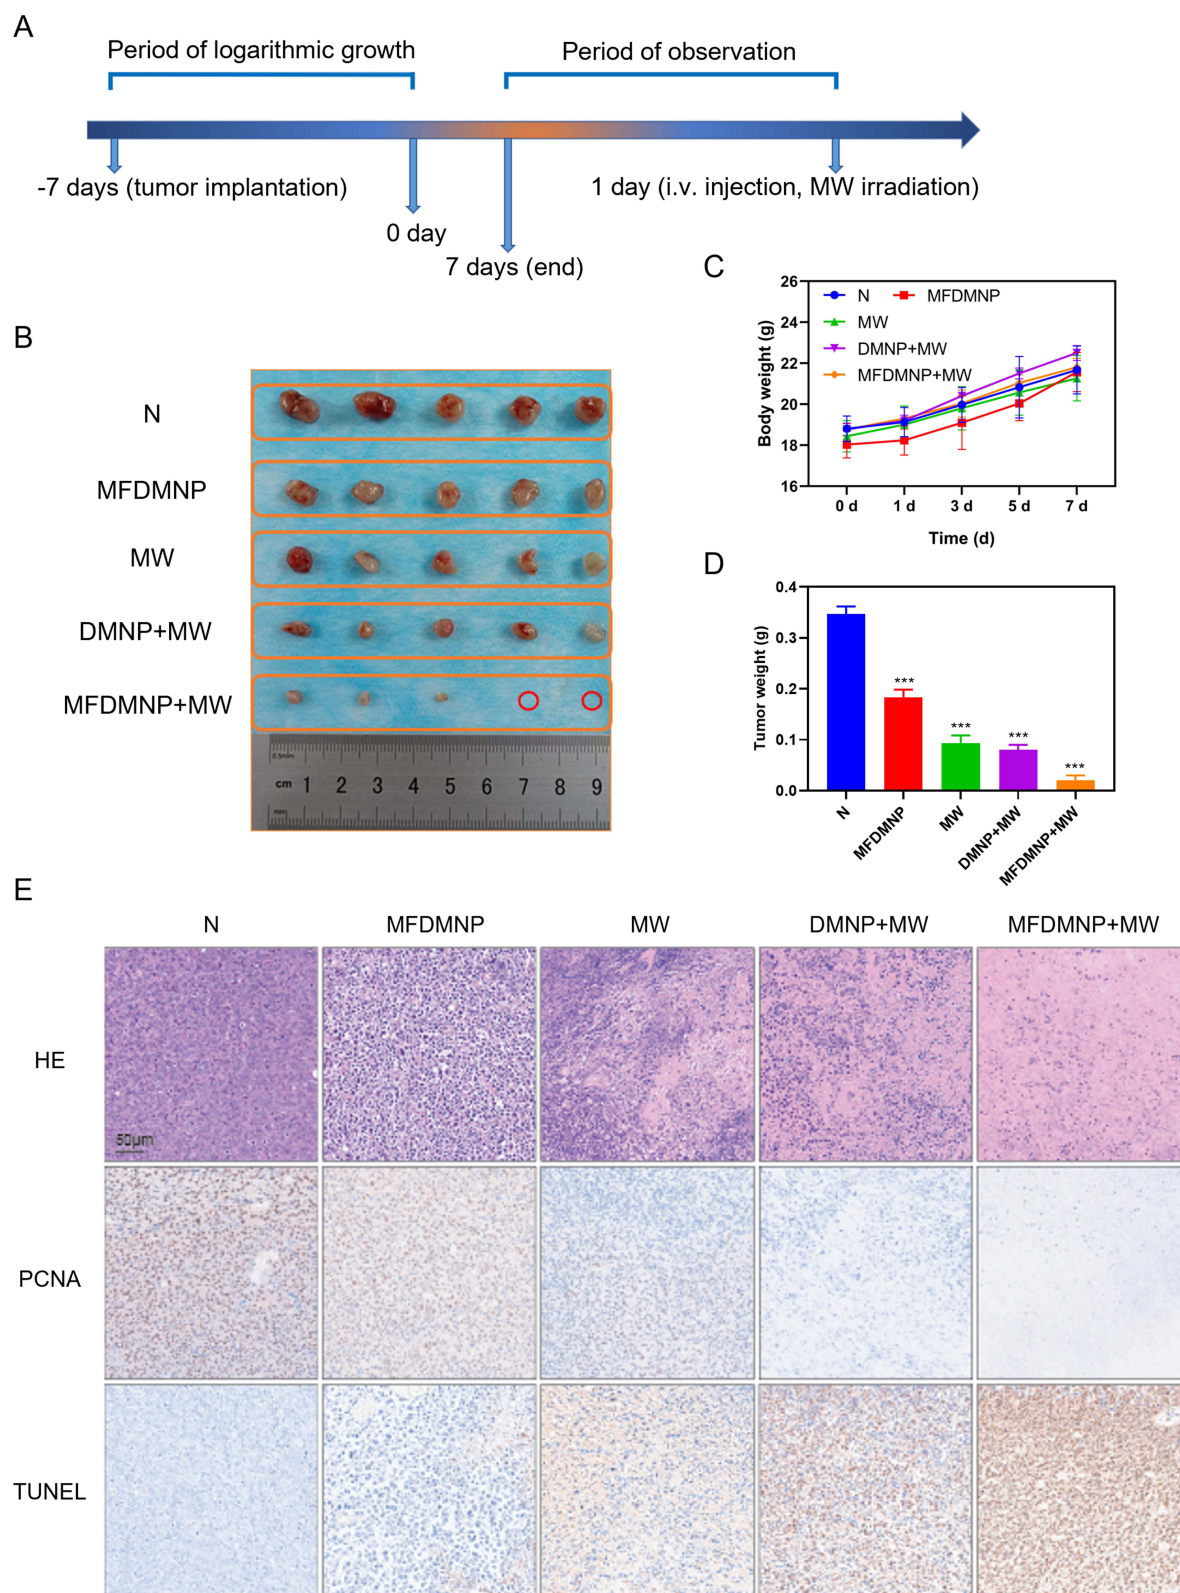 A
Period of logarithmic growth
Period of observation
-7 days (tumor implantation)
1 day (i.v. injection, MW irradiation)
0 day
7 days (end)
B
N
MFDMNP
MW
DMNP+MW
MFDMNP+MW
0.5mm
cm 1 2 3 4 5 6 7 8 9
mm
C
Body weight (g)
26
24
22
20
18
16
N
MFDMNP
MW
DMNP+MW
MFDMNP+MW
0 d 1 d 3 d 5 d 7 d
Time (d)
D
Tumor weight (g)
0.4
0.3
0.2
0.1
0.0
***
***
***
***
N
MFDMNP
MW
DMNP+MW
MFDMNP+MW
E
N MFDMNP MW DMNP+MW MFDMNP+MW
HE
50μm
PCNA
TUNEL